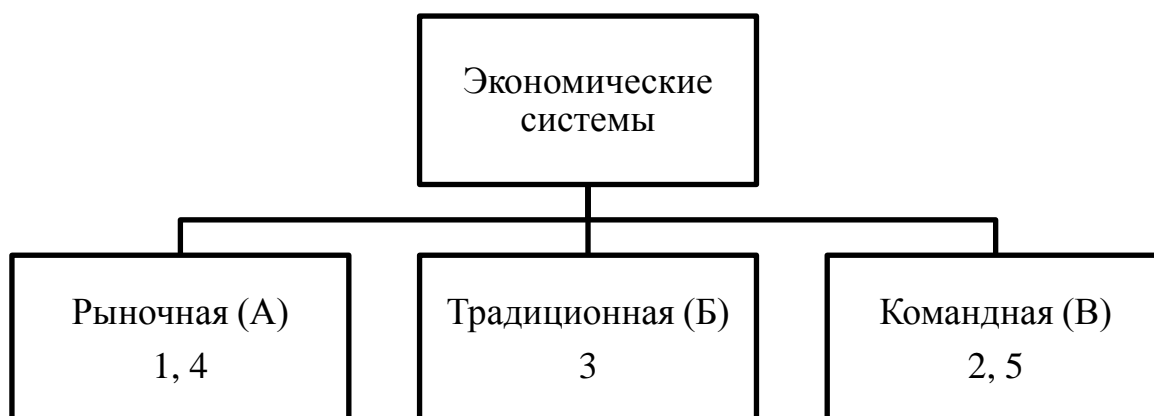 Экономические
системы
Рыночная (А)
1, 4
Традиционная (Б)
3
Командная (В)
2, 5